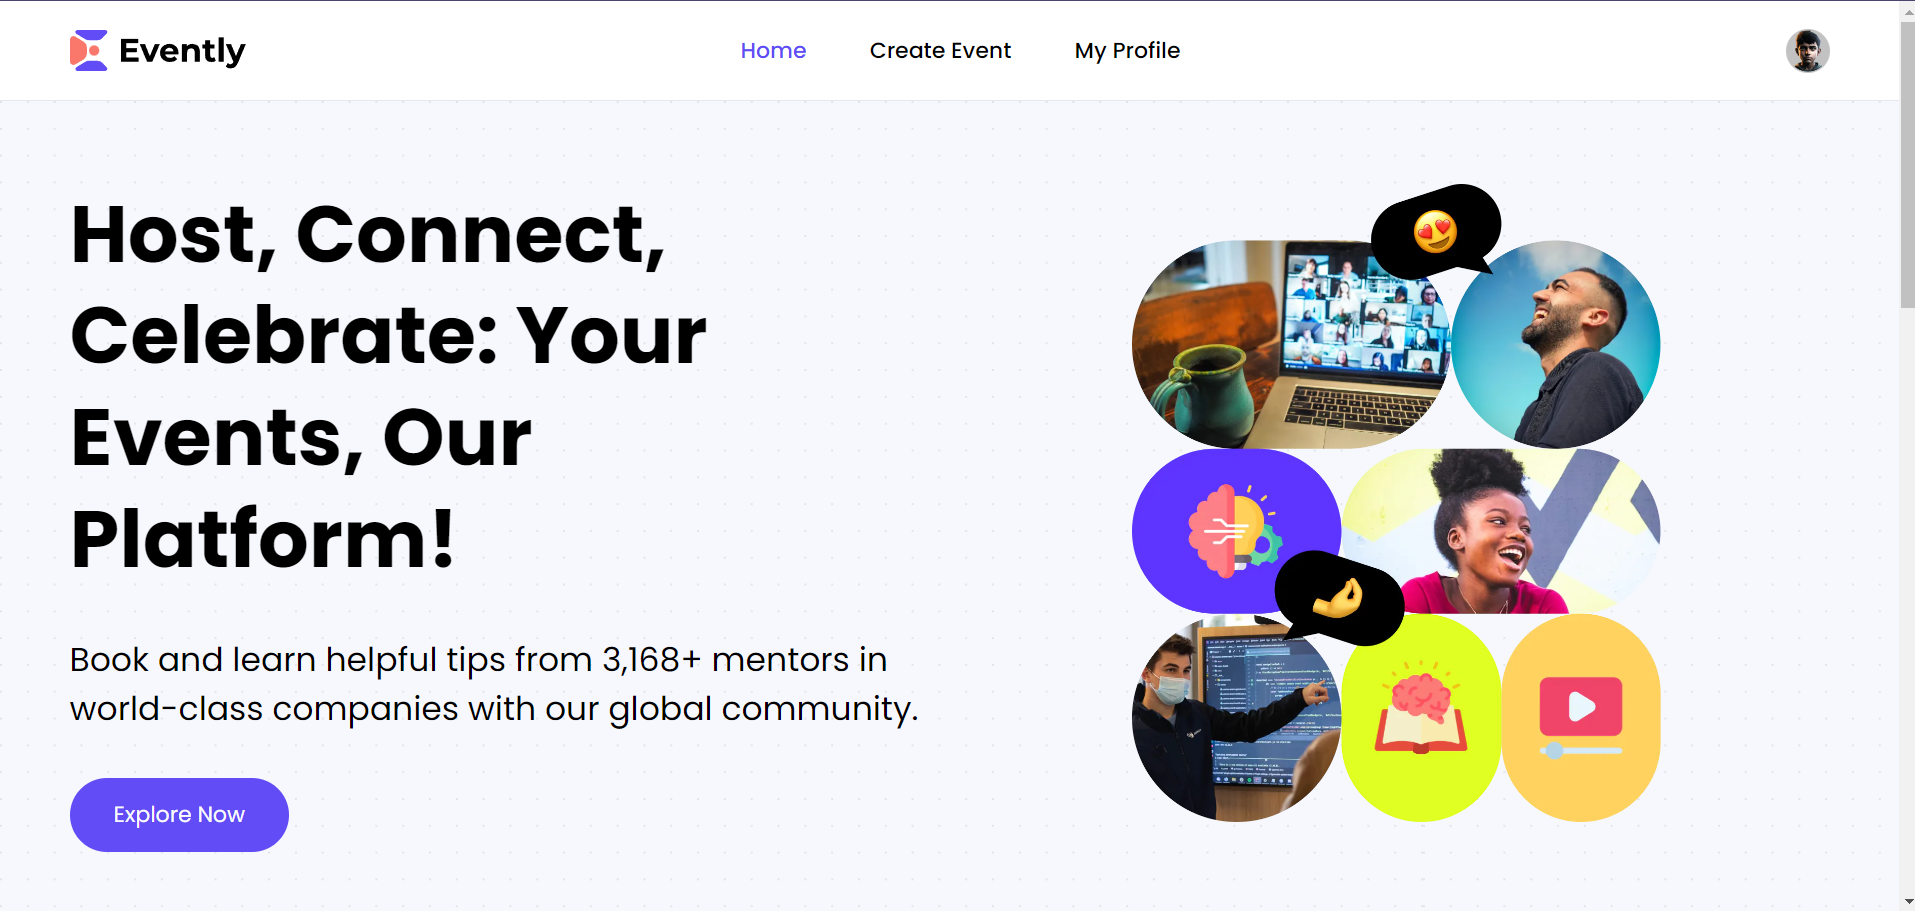 Evently
Home
Create Event
My Profile
Host, Connect,
Celebrate: Your
Events, Our
Platform!
Book and learn helpful tips from 3,168+ mentors in
world-class companies with our global community.
Explore Now